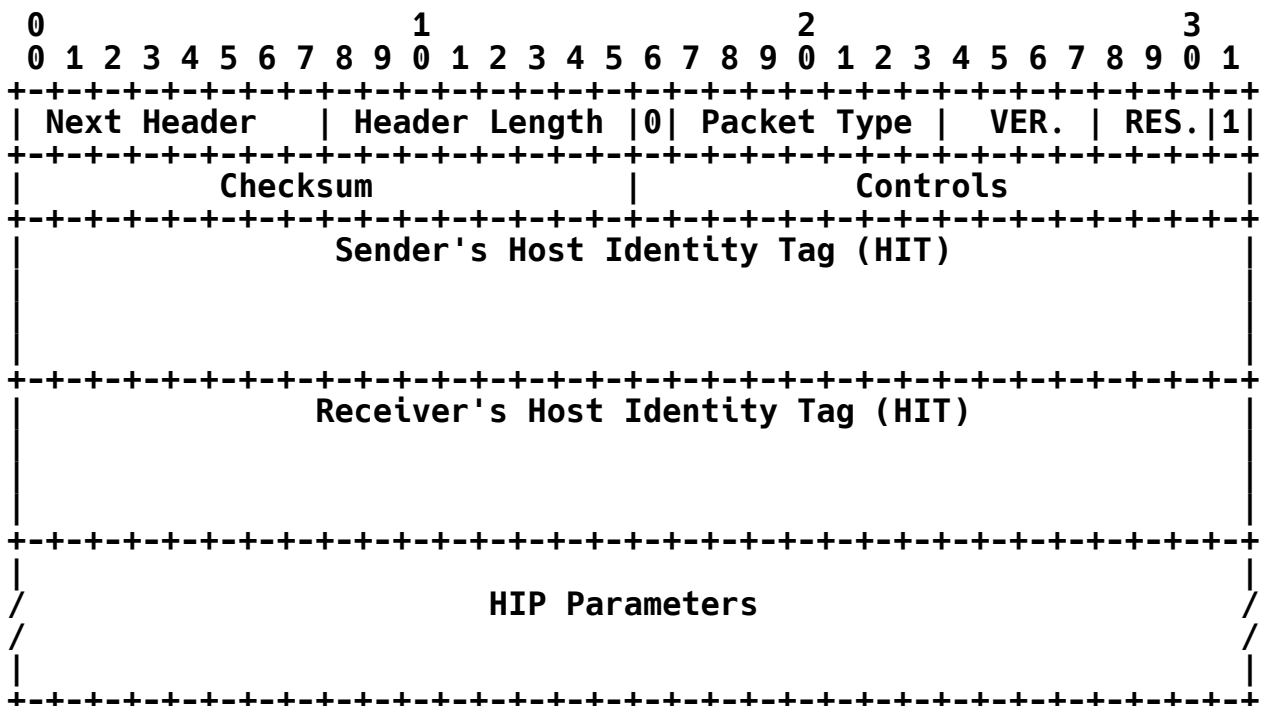 0                   1                   2                   3
 0 1 2 3 4 5 6 7 8 9 0 1 2 3 4 5 6 7 8 9 0 1 2 3 4 5 6 7 8 9 0 1
+-+-+-+-+-+-+-+-+-+-+-+-+-+-+-+-+-+-+-+-+-+-+-+-+-+-+-+-+-+-+-+-+
| Next Header   | Header Length |0| Packet Type |  VER. | RES.|1|
+-+-+-+-+-+-+-+-+-+-+-+-+-+-+-+-+-+-+-+-+-+-+-+-+-+-+-+-+-+-+-+-+
|          Checksum             |           Controls            |
+-+-+-+-+-+-+-+-+-+-+-+-+-+-+-+-+-+-+-+-+-+-+-+-+-+-+-+-+-+-+-+-+
|                Sender's Host Identity Tag (HIT)               |
|                                                               |
|                                                               |
|                                                               |
+-+-+-+-+-+-+-+-+-+-+-+-+-+-+-+-+-+-+-+-+-+-+-+-+-+-+-+-+-+-+-+-+
|               Receiver's Host Identity Tag (HIT)              |
|                                                               |
|                                                               |
|                                                               |
+-+-+-+-+-+-+-+-+-+-+-+-+-+-+-+-+-+-+-+-+-+-+-+-+-+-+-+-+-+-+-+-+
|                                                               |
/                        HIP Parameters                         /
/                                                               /
|                                                               |
+-+-+-+-+-+-+-+-+-+-+-+-+-+-+-+-+-+-+-+-+-+-+-+-+-+-+-+-+-+-+-+-+